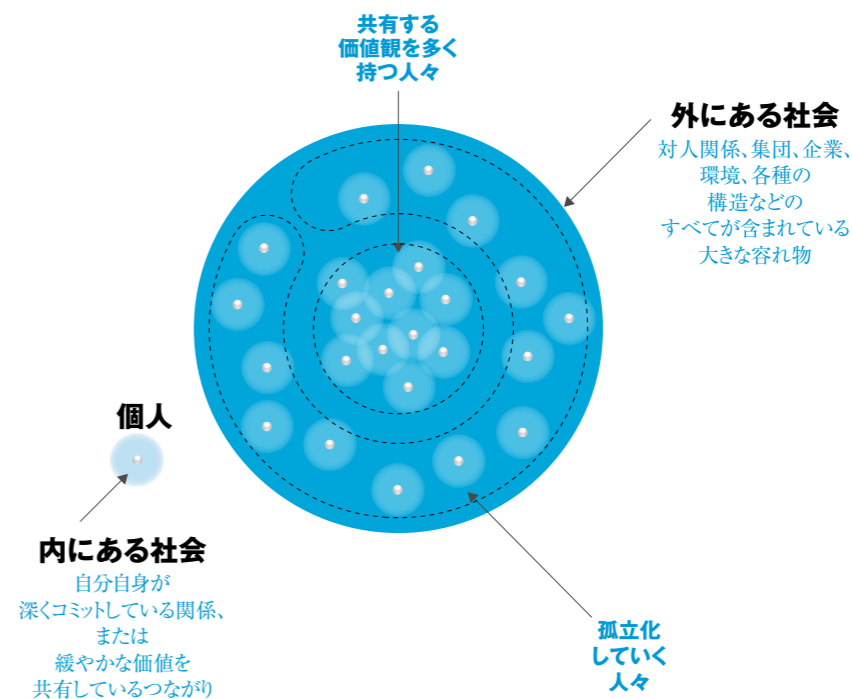 共有する
価値観を多く
持つ人々
外にある社会
対人関係、集団、企業、
環境、各種の
構造などの
すべてが含まれている
大きな容れ物
個人
内にある社会
自分自身が
深くコミットしている関係、
または
緩やかな価値を
共有しているつながり
孤立化
していく
人々